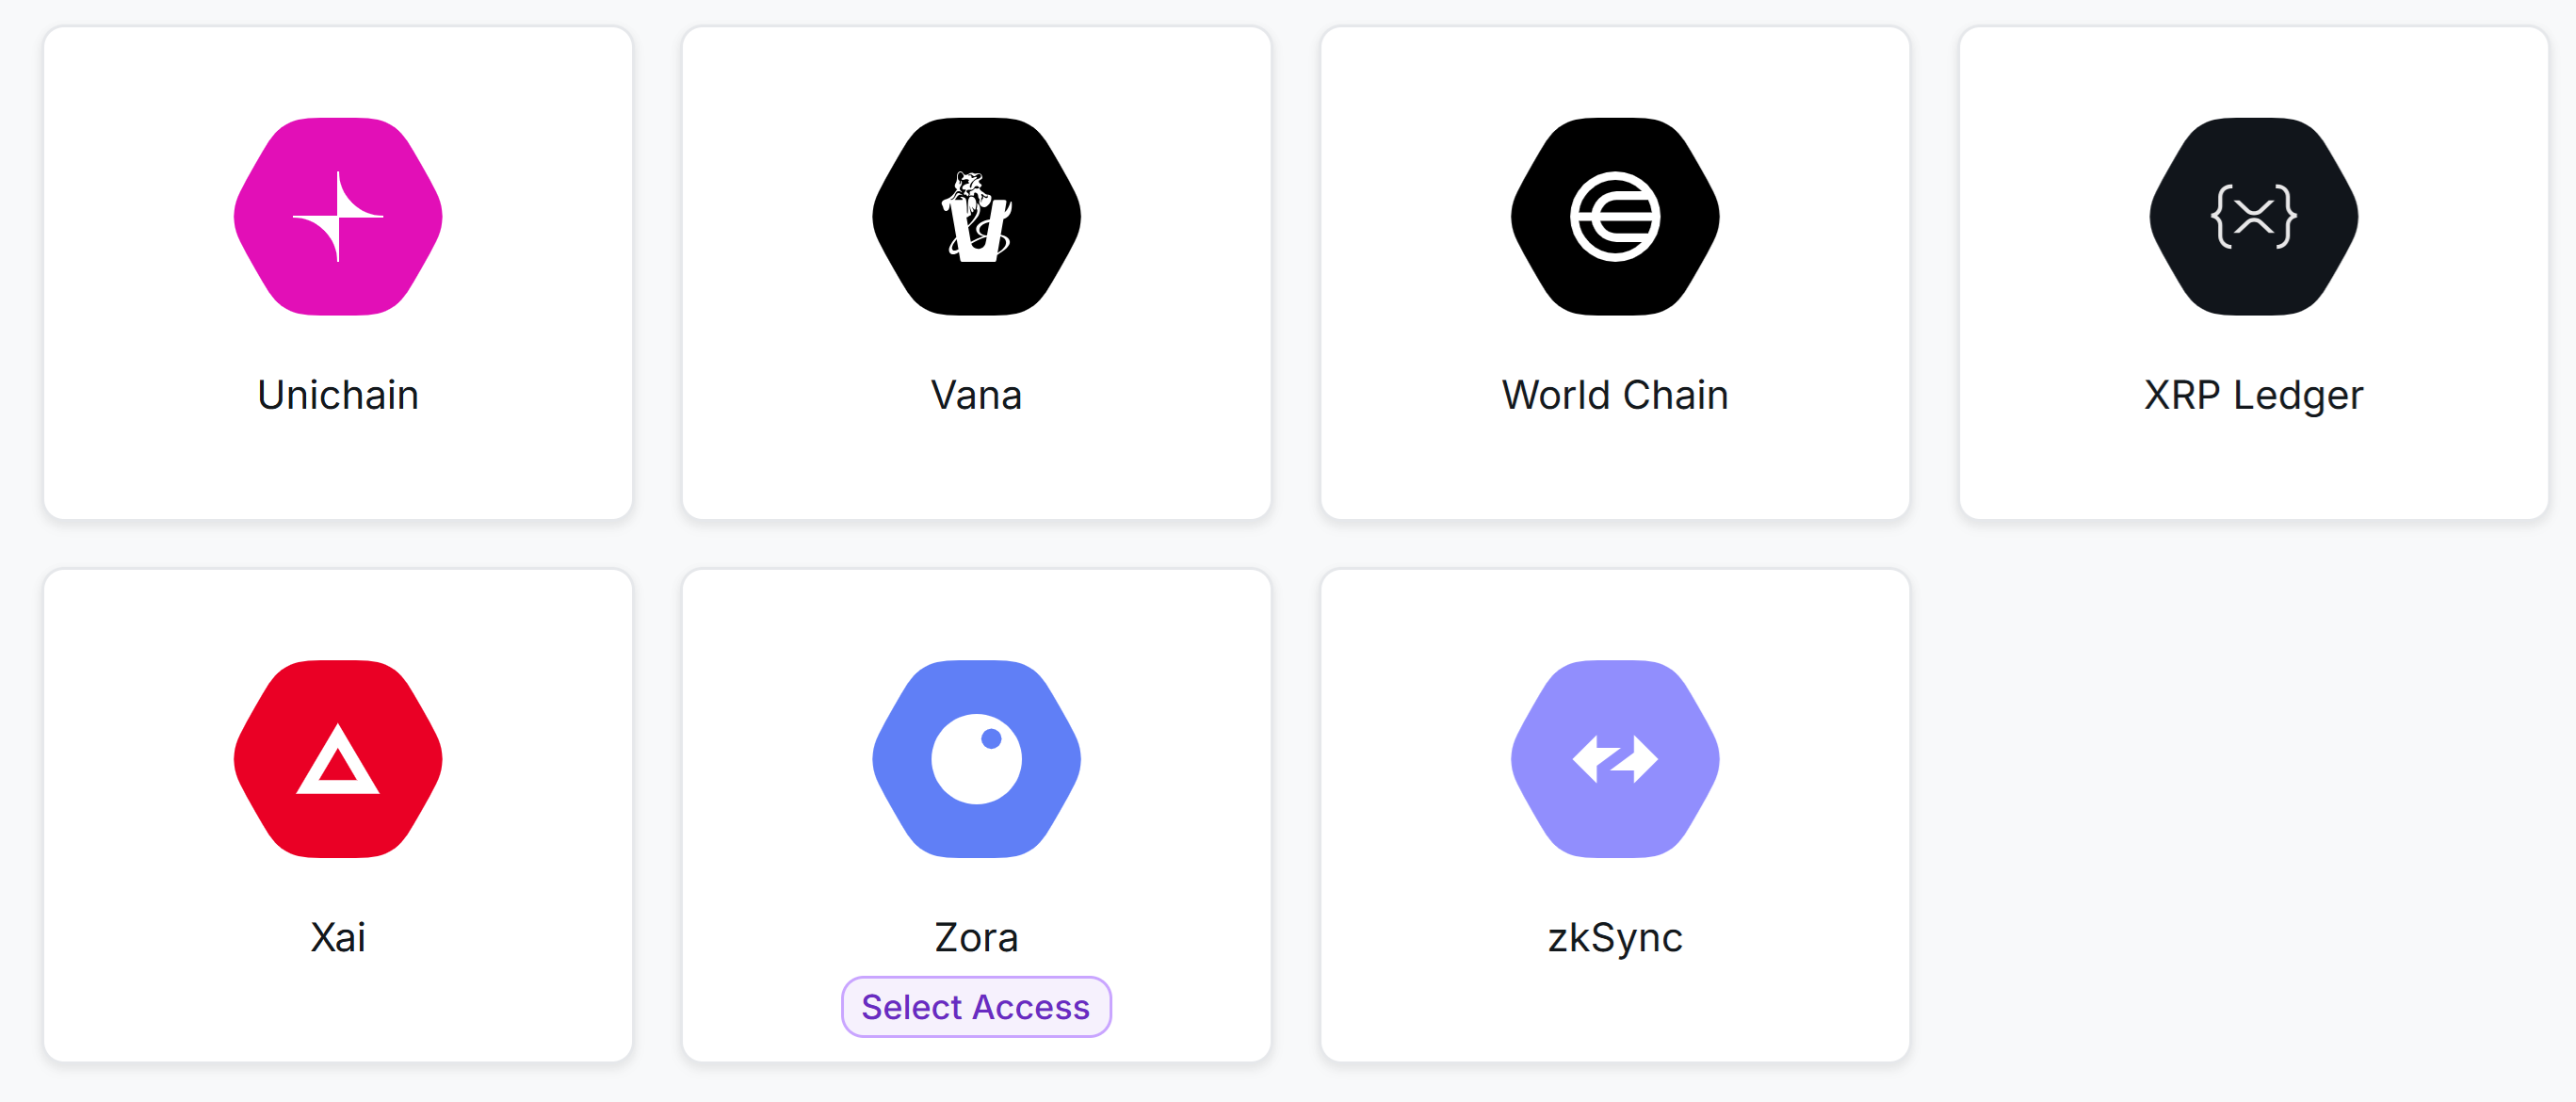 Unichain
Vana
World Chain
XRP Ledger
Xai
Zora
Select Access
zkSync